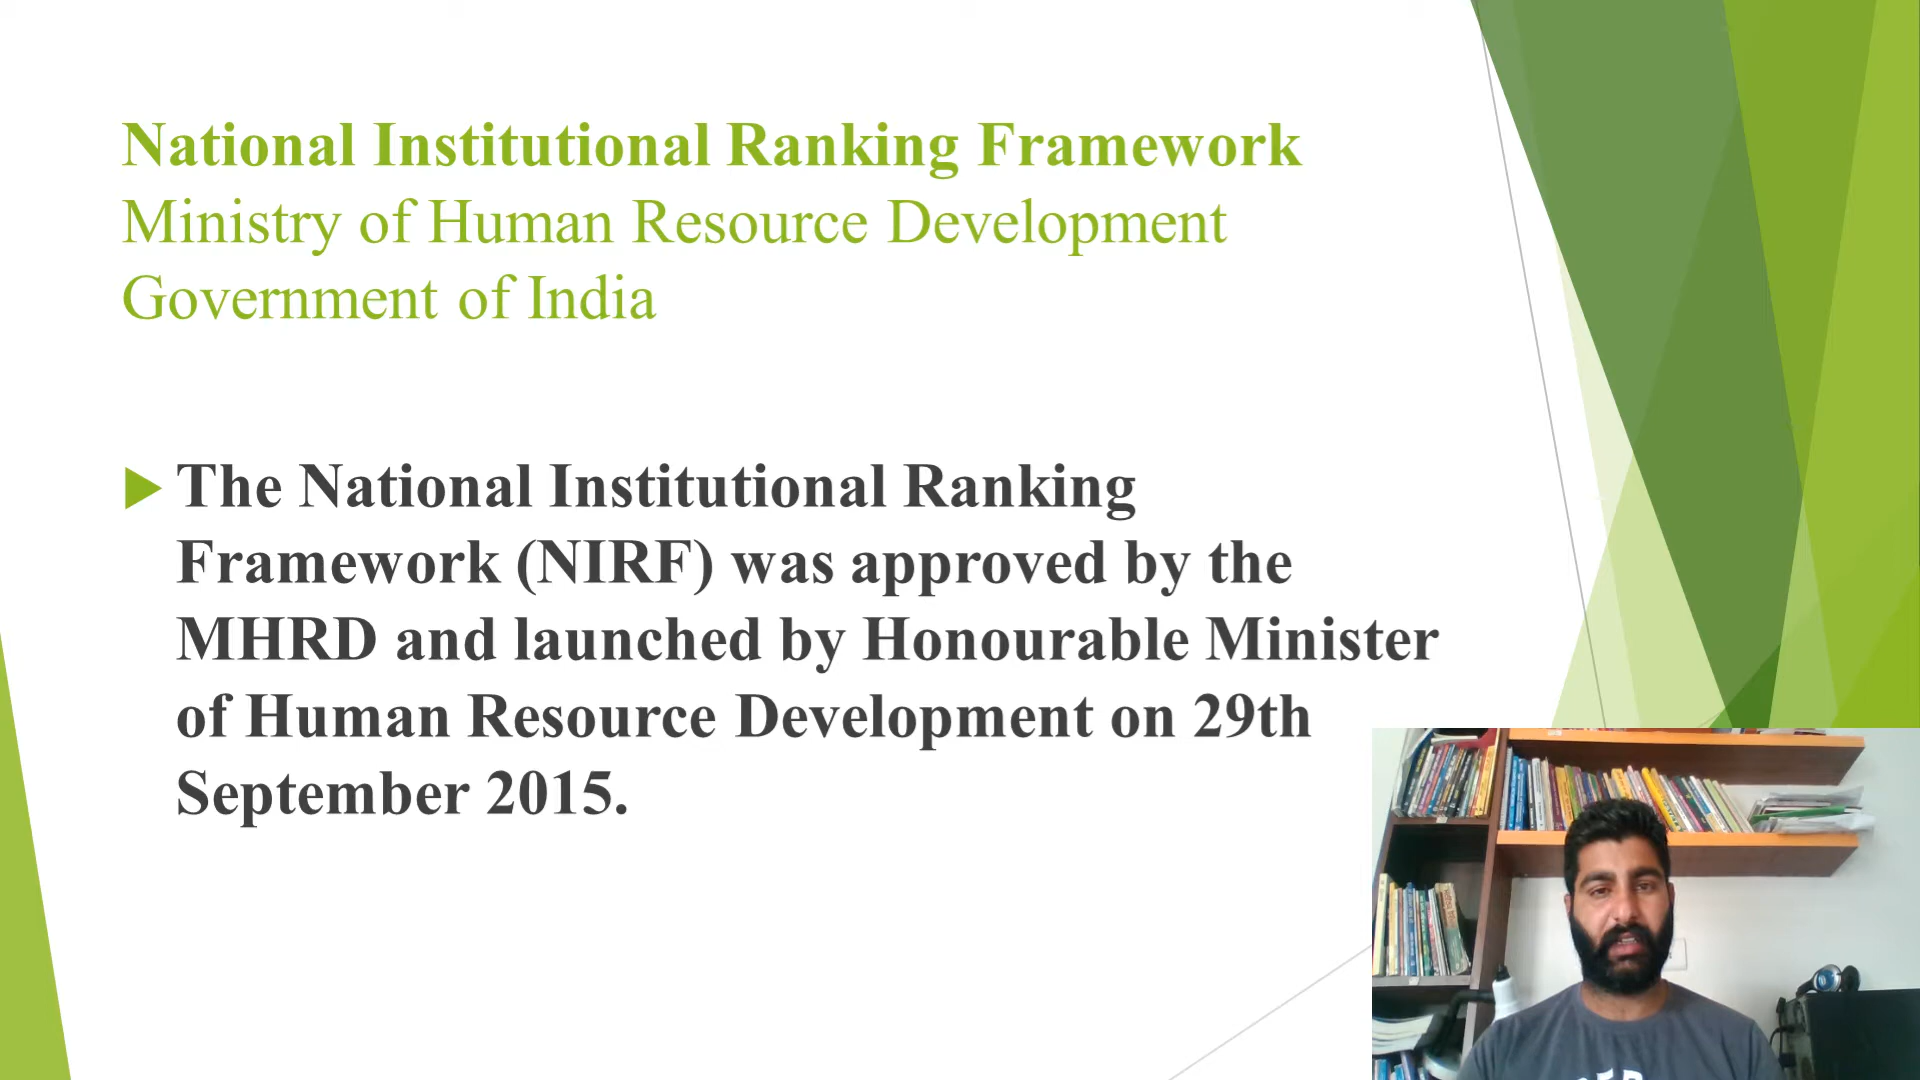 National Institutional Ranking Framework
Ministry of Human Resource Development
Government of India
The National Institutional Ranking
Framework (NIRF) was approved by the
MHRD and launched by Honourable Minister
of Human Resource Development on 29th
September 2015.